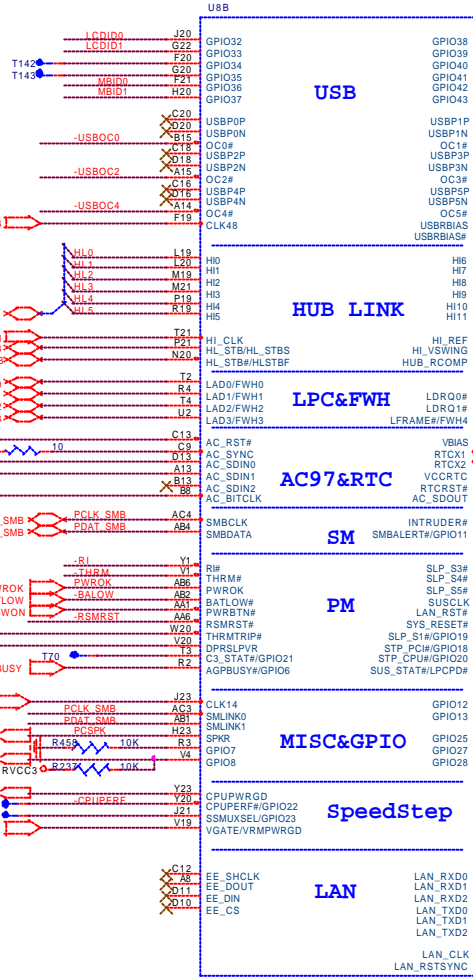 U8B
LCDID0 J20 GPIO32 GPIO38
LCDID1 G22 GPIO33 GPIO39
T142 F20 GPIO34 GPIO40
T143 G20 GPIO35 GPIO41
MBID0 F21 GPIO36 GPIO42
MBID1 H20 GPIO37 GPIO43
USB
C20 USBP0P USBP1P
D20 USBP0N USBP1N
-USBOC0 B15 OC0# OC1#
C18 USBP2P USBP3P
D18 USBP2N USBP3N
-USBOC2 A15 OC2# OC3#
C16 USBP4P USBP5P
D16 USBP4N USBP5N
-USBOC4 A14 OC4# OC5#
F19 CLK48 USBRBIAS
USBRBIAS#
HL0 L19 HI0 HI6
HL1 L20 HI1 HI7
HL2 M19 HI2 HI8
HL3 M21 HI3 HI9
HL4 P19 HI4 HI10
HL5 R19 HI5 HI11
HUB LINK
T21 HI_CLK HI_REF
P21 HL_STB/HL_STBS HI_VSWING
N20 HL_STB#/HLSTBF HUB_RCOMP
T2 LAD0/FWH0
R4 LAD1/FWH1 LDRQ0#
T4 LAD2/FWH2 LDRQ1#
U2 LAD3/FWH3 LFRAME#/FWH4
LPC&FWH
C13 AC_RST# VBIAS
10 C9 AC_SYNC RTCX1
D13 AC_SDIN0 RTCX2
A13 AC_SDIN1 VCCRTC
B13 AC_SDIN2 RTCRST#
B8 AC_BITCLK AC_SDOUT
AC97&RTC
_SMB PCLK_SMB AC4 SMBCLK INTRUDER#
_SMB PDAT_SMB AB4 SMBDATA SMBALERT#/GPIO11
SM
-RI Y1 RI# SLP_S3#
-THRM V1 THRM# SLP_S4#
ROK PWROK AB6 PWROK SLP_S5#
TLOW -BALOW AB2 BATLOW# SUSCLK
WON AA1 PWRBTN# LAN_RST#
-RSMRST AA6 RSMRST# SYS_RESET#
W20 THRMTRIP# SLP_S1#/GPIO19
V20 DPRSLPVR STP_PCI#/GPIO18
T70 T3 C3_STAT#/GPIO21 STP_CPU#/GPIO20
BUSY R2 AGPBUSY#/GPIO6 SUS_STAT#/LPCPD#
PM
J23 CLK14 GPIO12
PCLK_SMB AC3 SMLINK0 GPIO13
PDAT_SMB AB1 SMLINK1
PCSPK H23 SPKR GPIO25
R458 10K R3 GPIO7 GPIO27
V4 GPIO8 GPIO28
RVCC3 R237 10K
MISC&GPIO
Y23 CPUPWRGD
-CPUPERF Y20 CPUPERF#/GPIO22
J21 SSMUXSEL/GPIO23
V19 VGATE/VRMPWRGD
SpeedStep
C12 EE_SHCLK LAN_RXD0
A8 EE_DOUT LAN_RXD1
D11 EE_DIN LAN_RXD2
D10 EE_CS LAN_TXD0
LAN_TXD1
LAN_TXD2
LAN
LAN_CLK
LAN_RSTSYNC